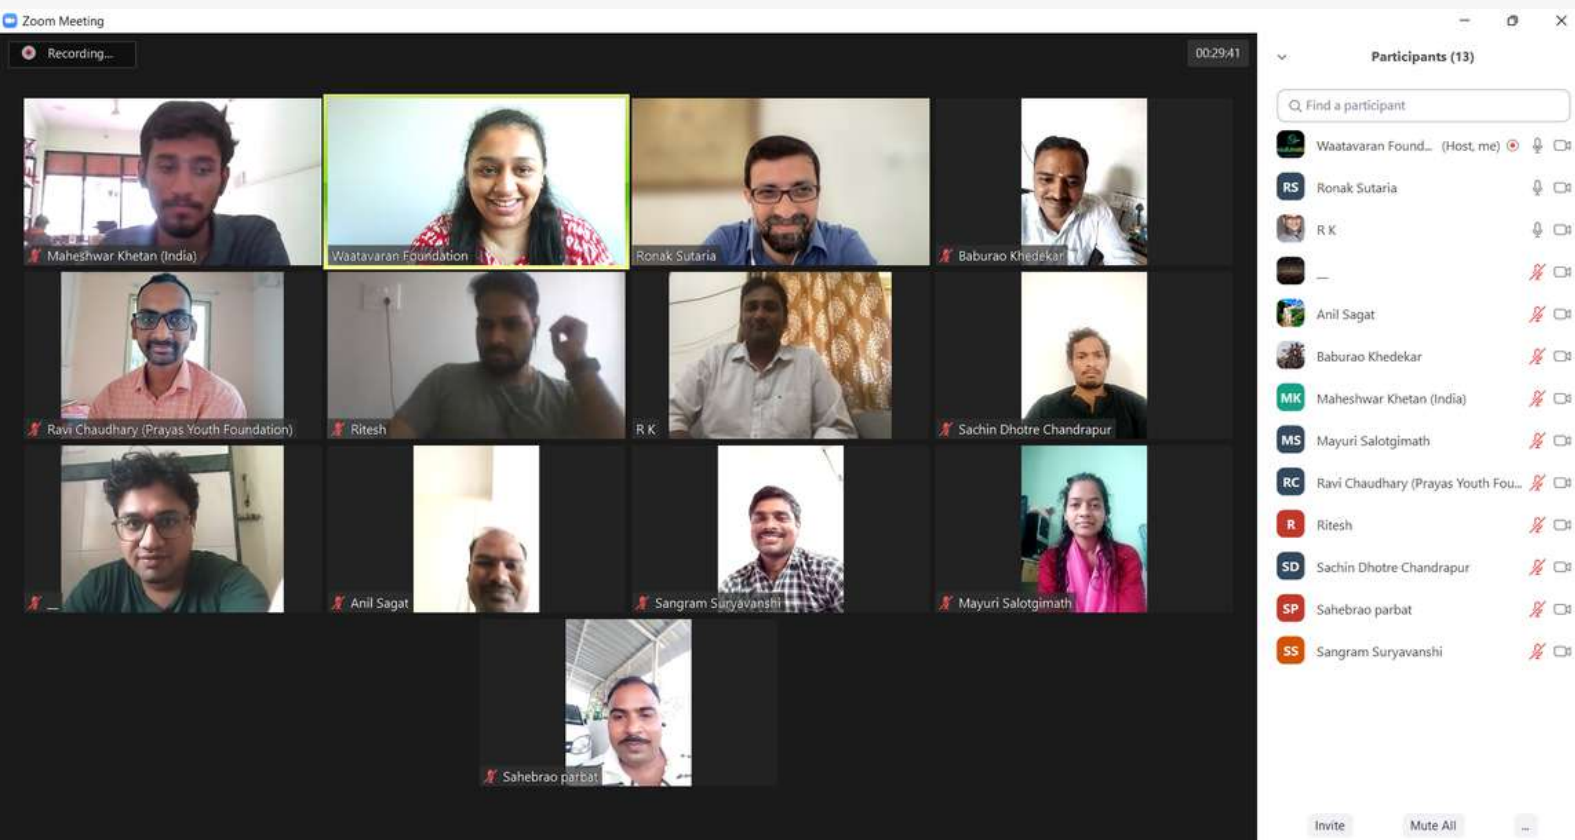 Zoom Meeting
Recording...
00:29:41
Maheshwar Khetan (India)
Waatavaran Foundation
Ronak Sutaria
Baburao Khedekar
Ravi Chaudhary (Prayas Youth Foundation)
Ritesh
R K
Sachin Dhotre Chandrapur
__
Anil Sagat
Sangram Suryavanshi
Mayuri Salotgimath
Sahebrao parbat
Participants (13)
Find a participant
Waatavaran Found... (Host, me)
RS Ronak Sutaria
R K
__
Anil Sagat
Baburao Khedekar
MK Maheshwar Khetan (India)
MS Mayuri Salotgimath
RC Ravi Chaudhary (Prayas Youth Fou...
R Ritesh
SD Sachin Dhotre Chandrapur
SP Sahebrao parbat
SS Sangram Suryavanshi
Invite Mute All ...